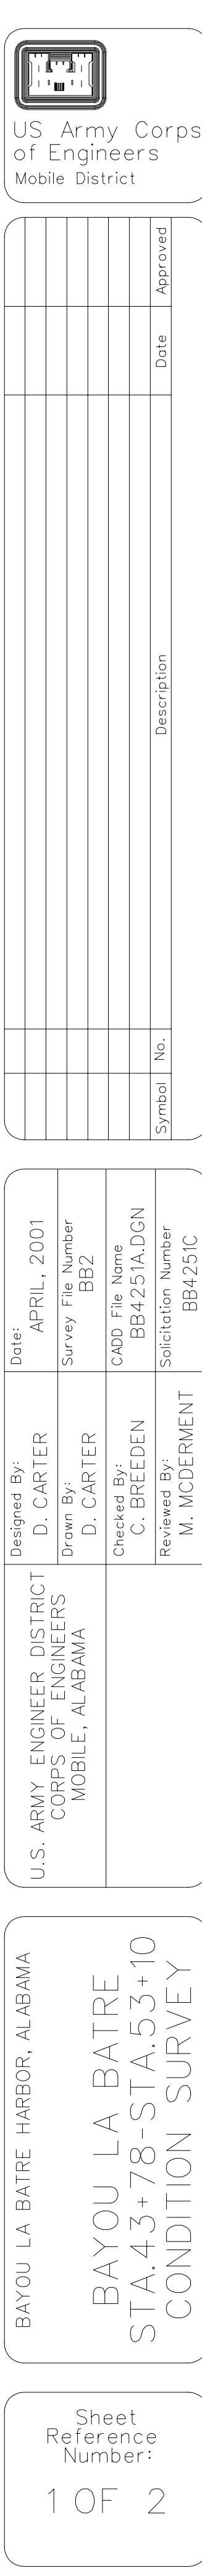 US Army Corps
of Engineers
Mobile District
Symbol No. Description Date Approved
Designed By:
D. CARTER
Date:
APRIL, 2001
Drawn By:
D. CARTER
Survey File Number
BB2
Checked By:
C. BREEDEN
CADD File Name
BB4251A.DGN
Reviewed By:
M. MCDERMENT
Solicitation Number
BB4251C
U.S. ARMY ENGINEER DISTRICT
CORPS OF ENGINEERS
MOBILE, ALABAMA
BAYOU LA BATRE HARBOR, ALABAMA
BAYOU LA BATRE
STA.43+78-STA.53+10
CONDITION SURVEY
Sheet
Reference
Number:
1 OF 2